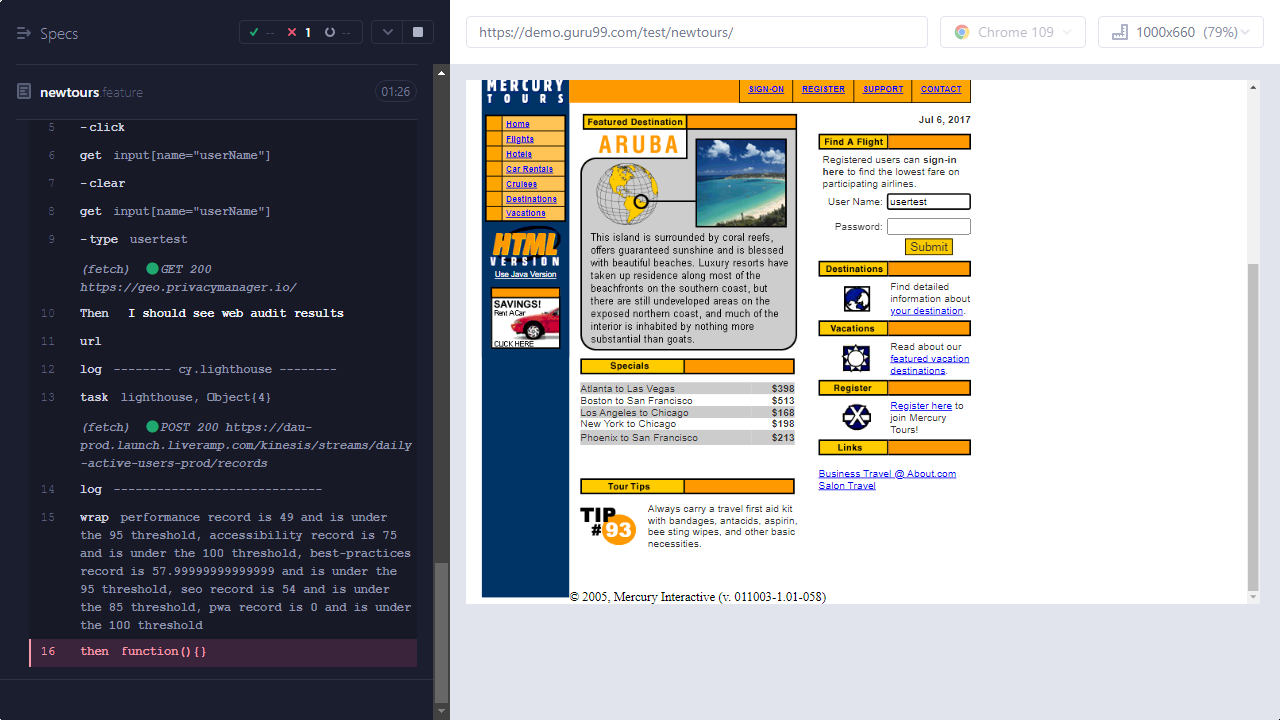 Specs
-- 1 --
newtours feature
01:26
5 -click
6 get input[name="userName"]
7 -clear
8 get input[name="userName"]
9 -type usertest
(fetch) GET 200
https://geo.privacymanager.io/
10 Then I should see web audit results
11 url
12 log -------- cy.lighthouse --------
13 task lighthouse, Object{4}
(fetch) POST 200 https://dau-
prod.launch.liveramp.com/kinesis/streams/daily
-active-users-prod/records
14 log -----------------------------
15 wrap performance record is 49 and is under
the 95 threshold, accessibility record is 75
and is under the 100 threshold, best-practices
record is 57.99999999999999 and is under the
95 threshold, seo record is 54 and is under
the 85 threshold, pwa record is 0 and is under
the 100 threshold
16 then function(){}
https://demo.guru99.com/test/newtours/
Chrome 109
1000x660 (79%)
MERCURY
TOURS
SIGN-ON REGISTER SUPPORT CONTACT
Home
Flights
Hotels
Car Rentals
Cruises
Destinations
Vacations
HTML
VERSION
Use Java Version
SAVINGS!
Rent A Car
CLICK HERE
Featured Destination
ARUBA
This island is surrounded by coral reefs,
offers guaranteed sunshine and is blessed
with beautiful beaches. Luxury resorts have
taken up residence along most of the
beachfronts on the southern coast, but
there are still undeveloped areas on the
exposed northern coast, and much of the
interior is inhabited by nothing more
substantial than goats.
Specials
Atlanta to Las Vegas $398
Boston to San Francisco $513
Los Angeles to Chicago $168
New York to Chicago $198
Phoenix to San Francisco $213
Tour Tips
TIP
#93
Always carry a travel first aid kit
with bandages, antacids, aspirin,
bee sting wipes, and other basic
necessities.
Jul 6, 2017
Find A Flight
Registered users can sign-in
here to find the lowest fare on
participating airlines.
User Name: usertest
Password:
Submit
Destinations
Find detailed
information about
your destination.
Vacations
Read about our
featured vacation
destinations.
Register
Register here to
join Mercury
Tours!
Links
Business Travel @ About.com
Salon Travel
© 2005, Mercury Interactive (v. 011003-1.01-058)